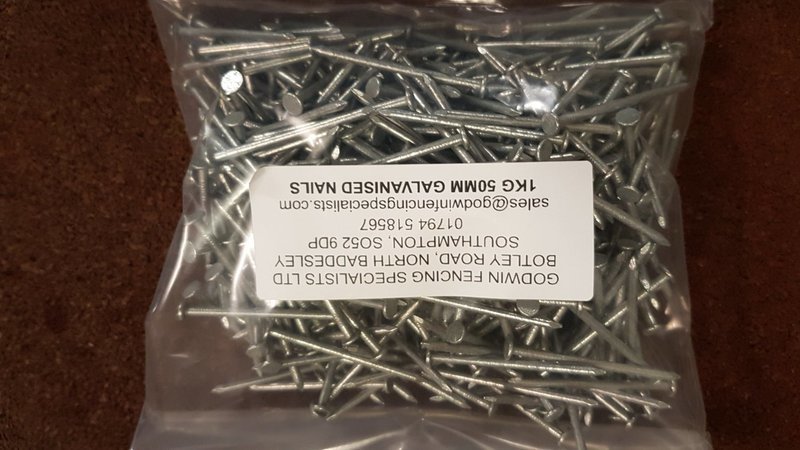 GODWIN FENCING SPECIALISTS LTD
BOTLEY ROAD, NORTH BADDESLEY
SOUTHAMPTON, SO52 9DP
01794 518567
sales@godwinfencingspecialists.com
1KG 50MM GALVANISED NAILS